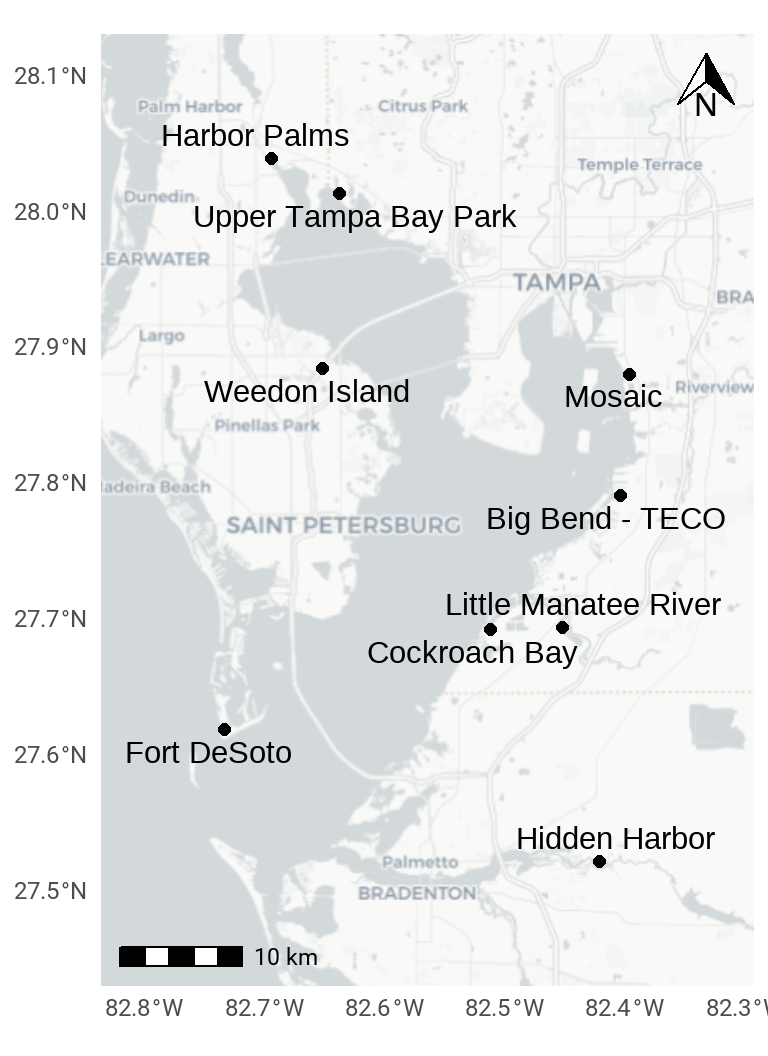 28.1°N
Palm Harbor
Citrus Park
N
Harbor Palms
Temple Terrace
Dunedin
28.0°N
Upper Tampa Bay Park
LEARWATER
TAMPA
BRA
27.9°N
Largo
Weedon Island
Mosaic
Riverview
Pinellas Park
27.8°N
adeira Beach
SAINT PETERSBURG
Big Bend - TECO
27.7°N
Little Manatee River
Cockroach Bay
27.6°N
Fort DeSoto
Hidden Harbor
Palmetto
27.5°N
BRADENTON
10 km
82.8°W
82.7°W
82.6°W
82.5°W
82.4°W
82.3°W